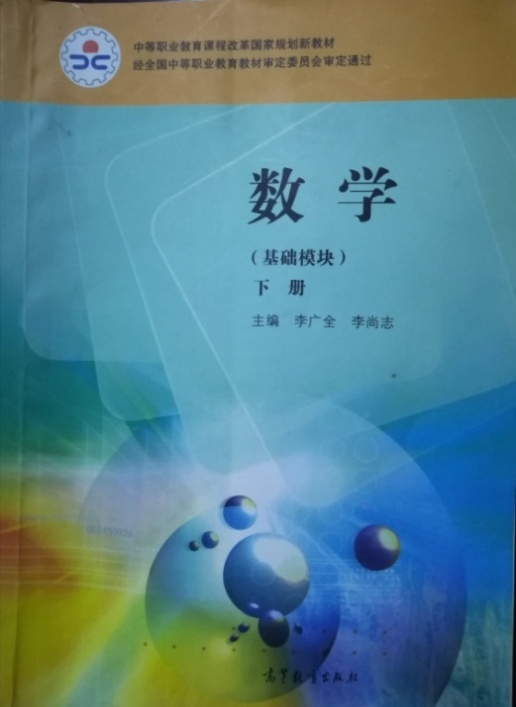 中等职业教育课程改革国家规划新教材
经全国中等职业教育教材审定委员会审定通过
数学
(基础模块)
下册
主编 李广全 李尚志
高等教育出版社